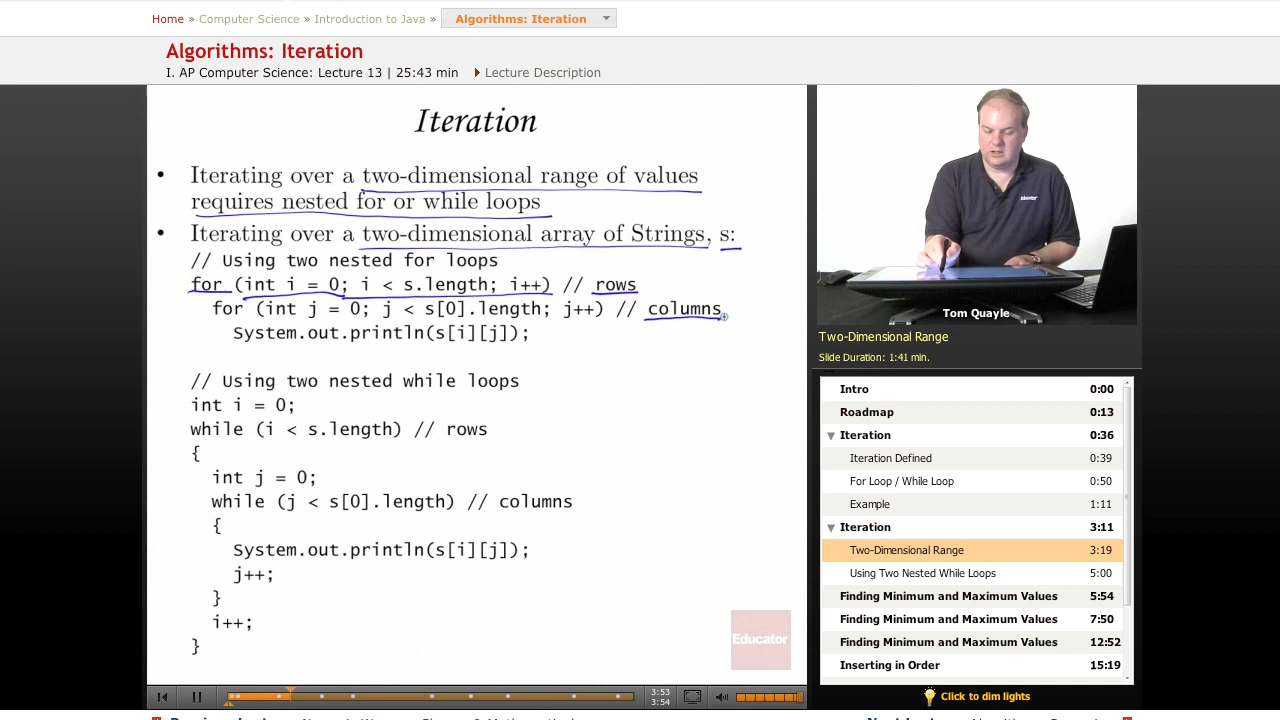 Home » Computer Science » Introduction to Java » Algorithms: Iteration
Algorithms: Iteration
I. AP Computer Science: Lecture 13 | 25:43 min Lecture Description
Iteration
• Iterating over a two-dimensional range of values
requires nested for or while loops
• Iterating over a two-dimensional array of Strings, s:
// Using two nested for loops
for (int i = 0; i < s.length; i++) // rows
for (int j = 0; j < s[0].length; j++) // columns
System.out.println(s[i][j]);
// Using two nested while loops
int i = 0;
while (i < s.length) // rows
{
int j = 0;
while (j < s[0].length) // columns
{
System.out.println(s[i][j]);
j++;
}
i++;
}
Educator
3:53
3:54
Tom Quayle
Two-Dimensional Range
Slide Duration: 1:41 min.
Intro 0:00
Roadmap 0:13
Iteration 0:36
Iteration Defined 0:39
For Loop / While Loop 0:50
Example 1:11
Iteration 3:11
Two-Dimensional Range 3:19
Using Two Nested While Loops 5:00
Finding Minimum and Maximum Values 5:54
Finding Minimum and Maximum Values 7:50
Finding Minimum and Maximum Values 12:52
Inserting in Order 15:19
Click to dim lights